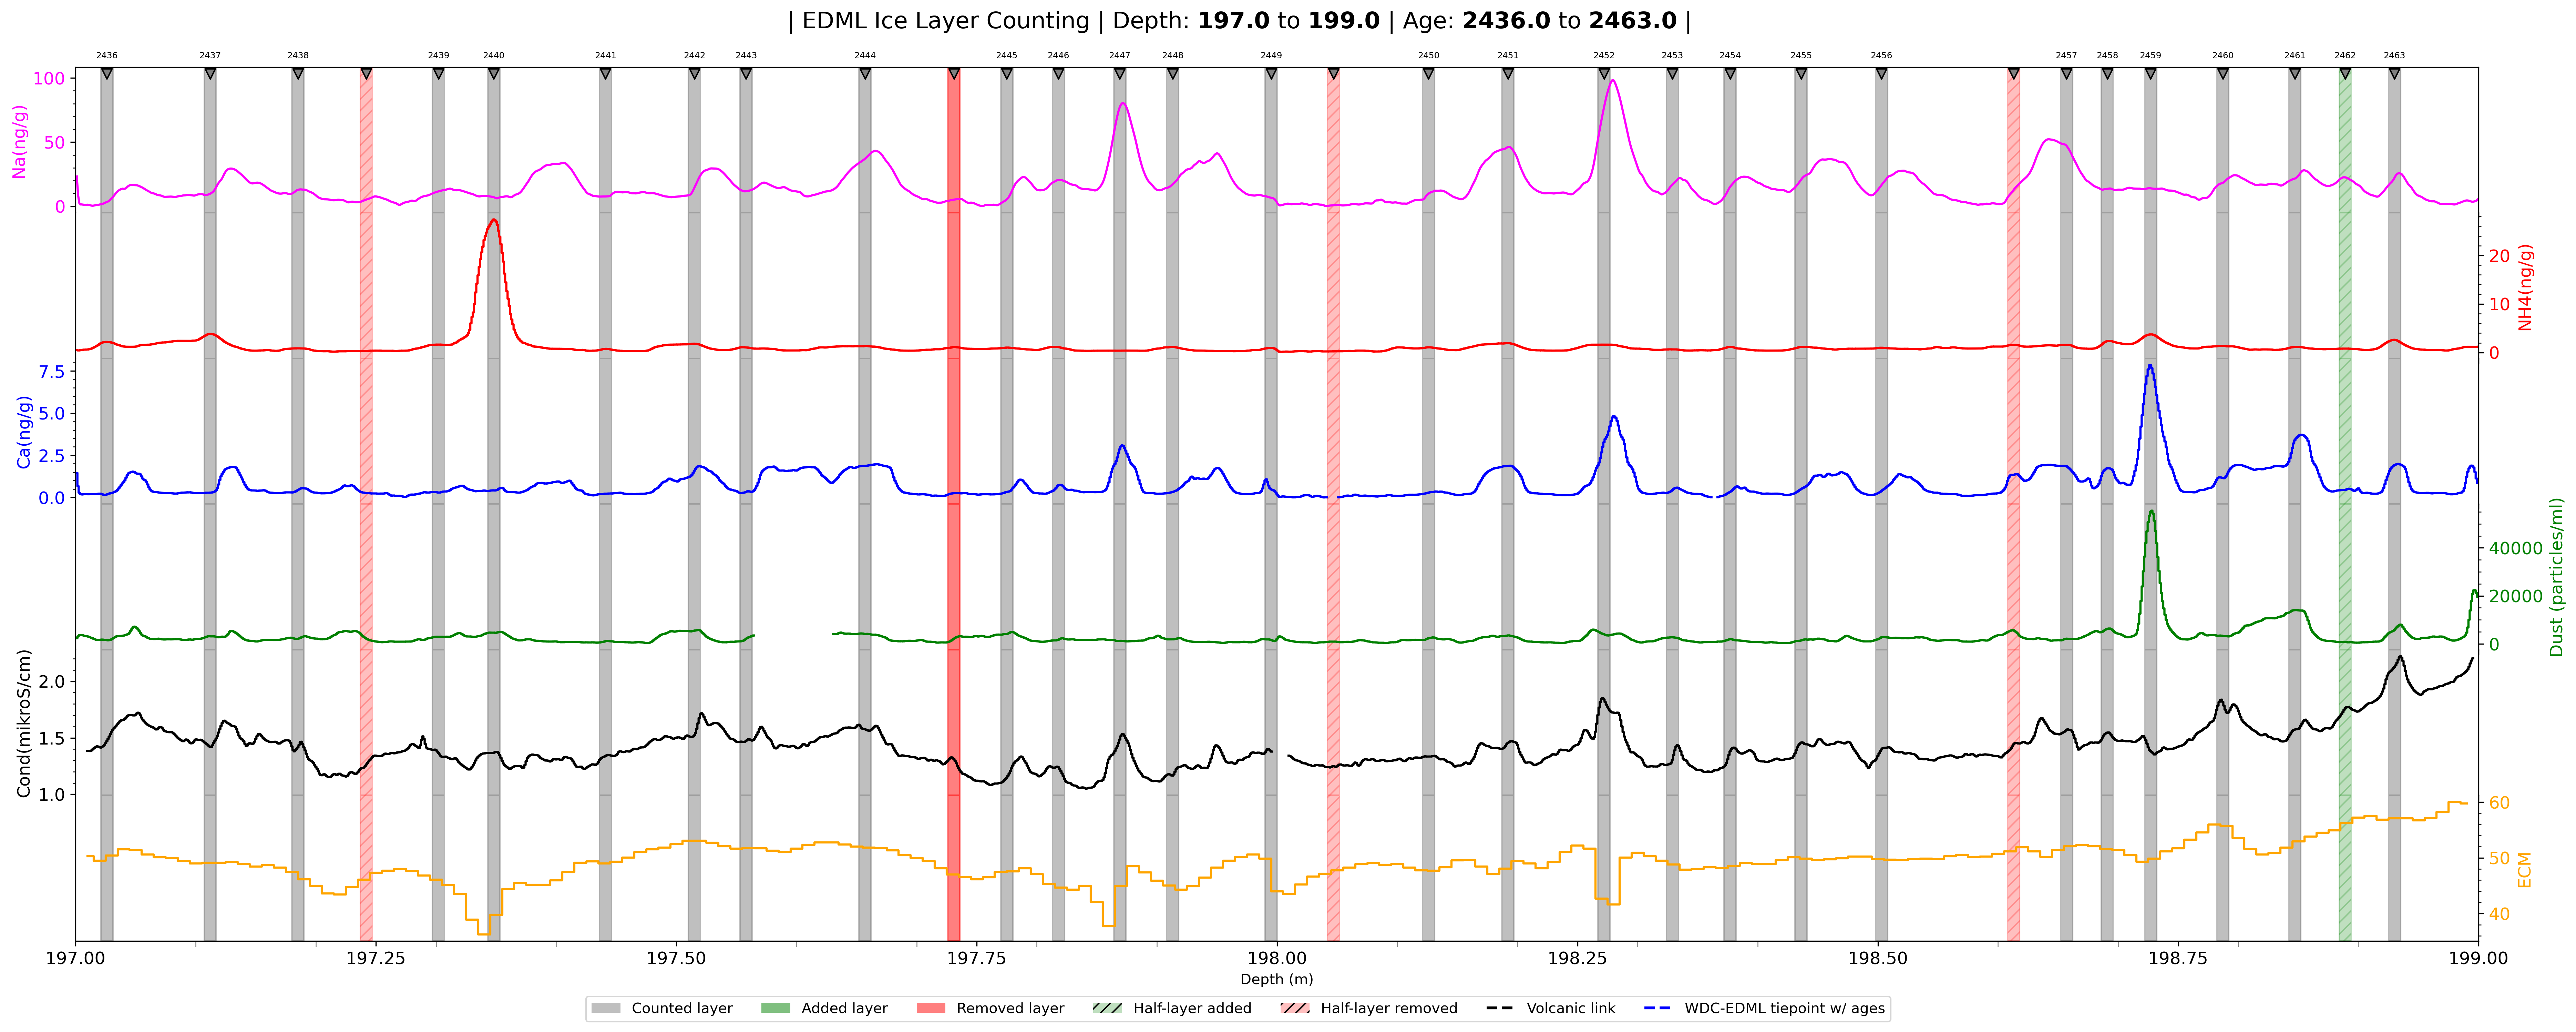 | EDML Ice Layer Counting | Depth: 197.0 to 199.0 | Age: 2436.0 to 2463.0 |
2436 2437 2438 2439 2440 2441 2442 2443 2444 2445 2446 2447 2448 2449 2450 2451 2452 2453 2454 2455 2456 2457 2458 2459 2460 2461 2462 2463
Na(ng/g)
100
50
0
NH4(ng/g)
20
10
0
Ca(ng/g)
7.5
5.0
2.5
0.0
Dust (particles/ml)
40000
20000
0
Cond(mikroS/cm)
2.0
1.5
1.0
ECM
60
50
40
197.00 197.25 197.50 197.75 198.00 198.25 198.50 198.75 199.00
Depth (m)
Counted layer Added layer Removed layer Half-layer added Half-layer removed Volcanic link WDC-EDML tiepoint w/ ages